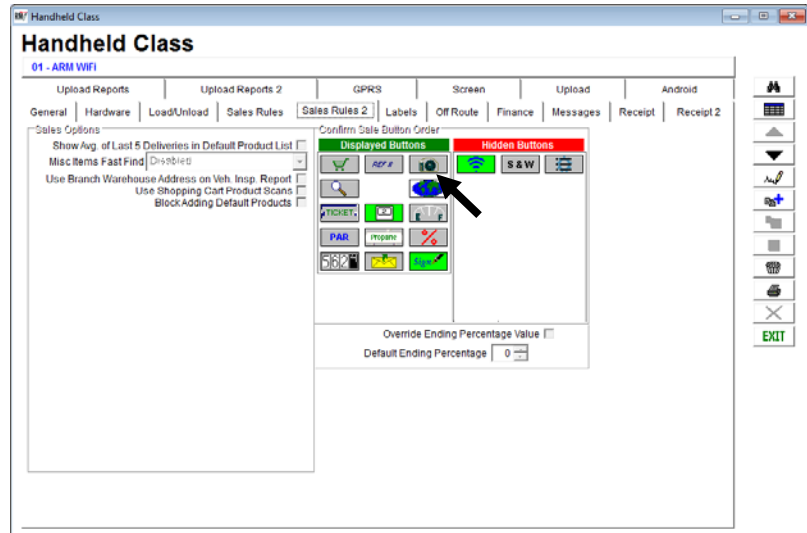 Handheld Class
Handheld Class
01 - ARM WiFi
Upload Reports Upload Reports 2 GPRS Screen Upload Android
General Hardware Load/Unload Sales Rules Sales Rules 2 Labels Off Route Finance Messages Receipt Receipt 2
Sales Options
Show Avg. of Last 5 Deliveries in Default Product List
Misc Items Fast Find Disabled
Use Branch Warehouse Address on Veh. Insp. Report
Use Shopping Cart Product Scans
Block Adding Default Products
Confirm Sale Button Order
Displayed Buttons Hidden Buttons
REF # S & W
TICKET E F
PAR Propane %
562 Sign
Override Ending Percentage Value
Default Ending Percentage 0
EXIT